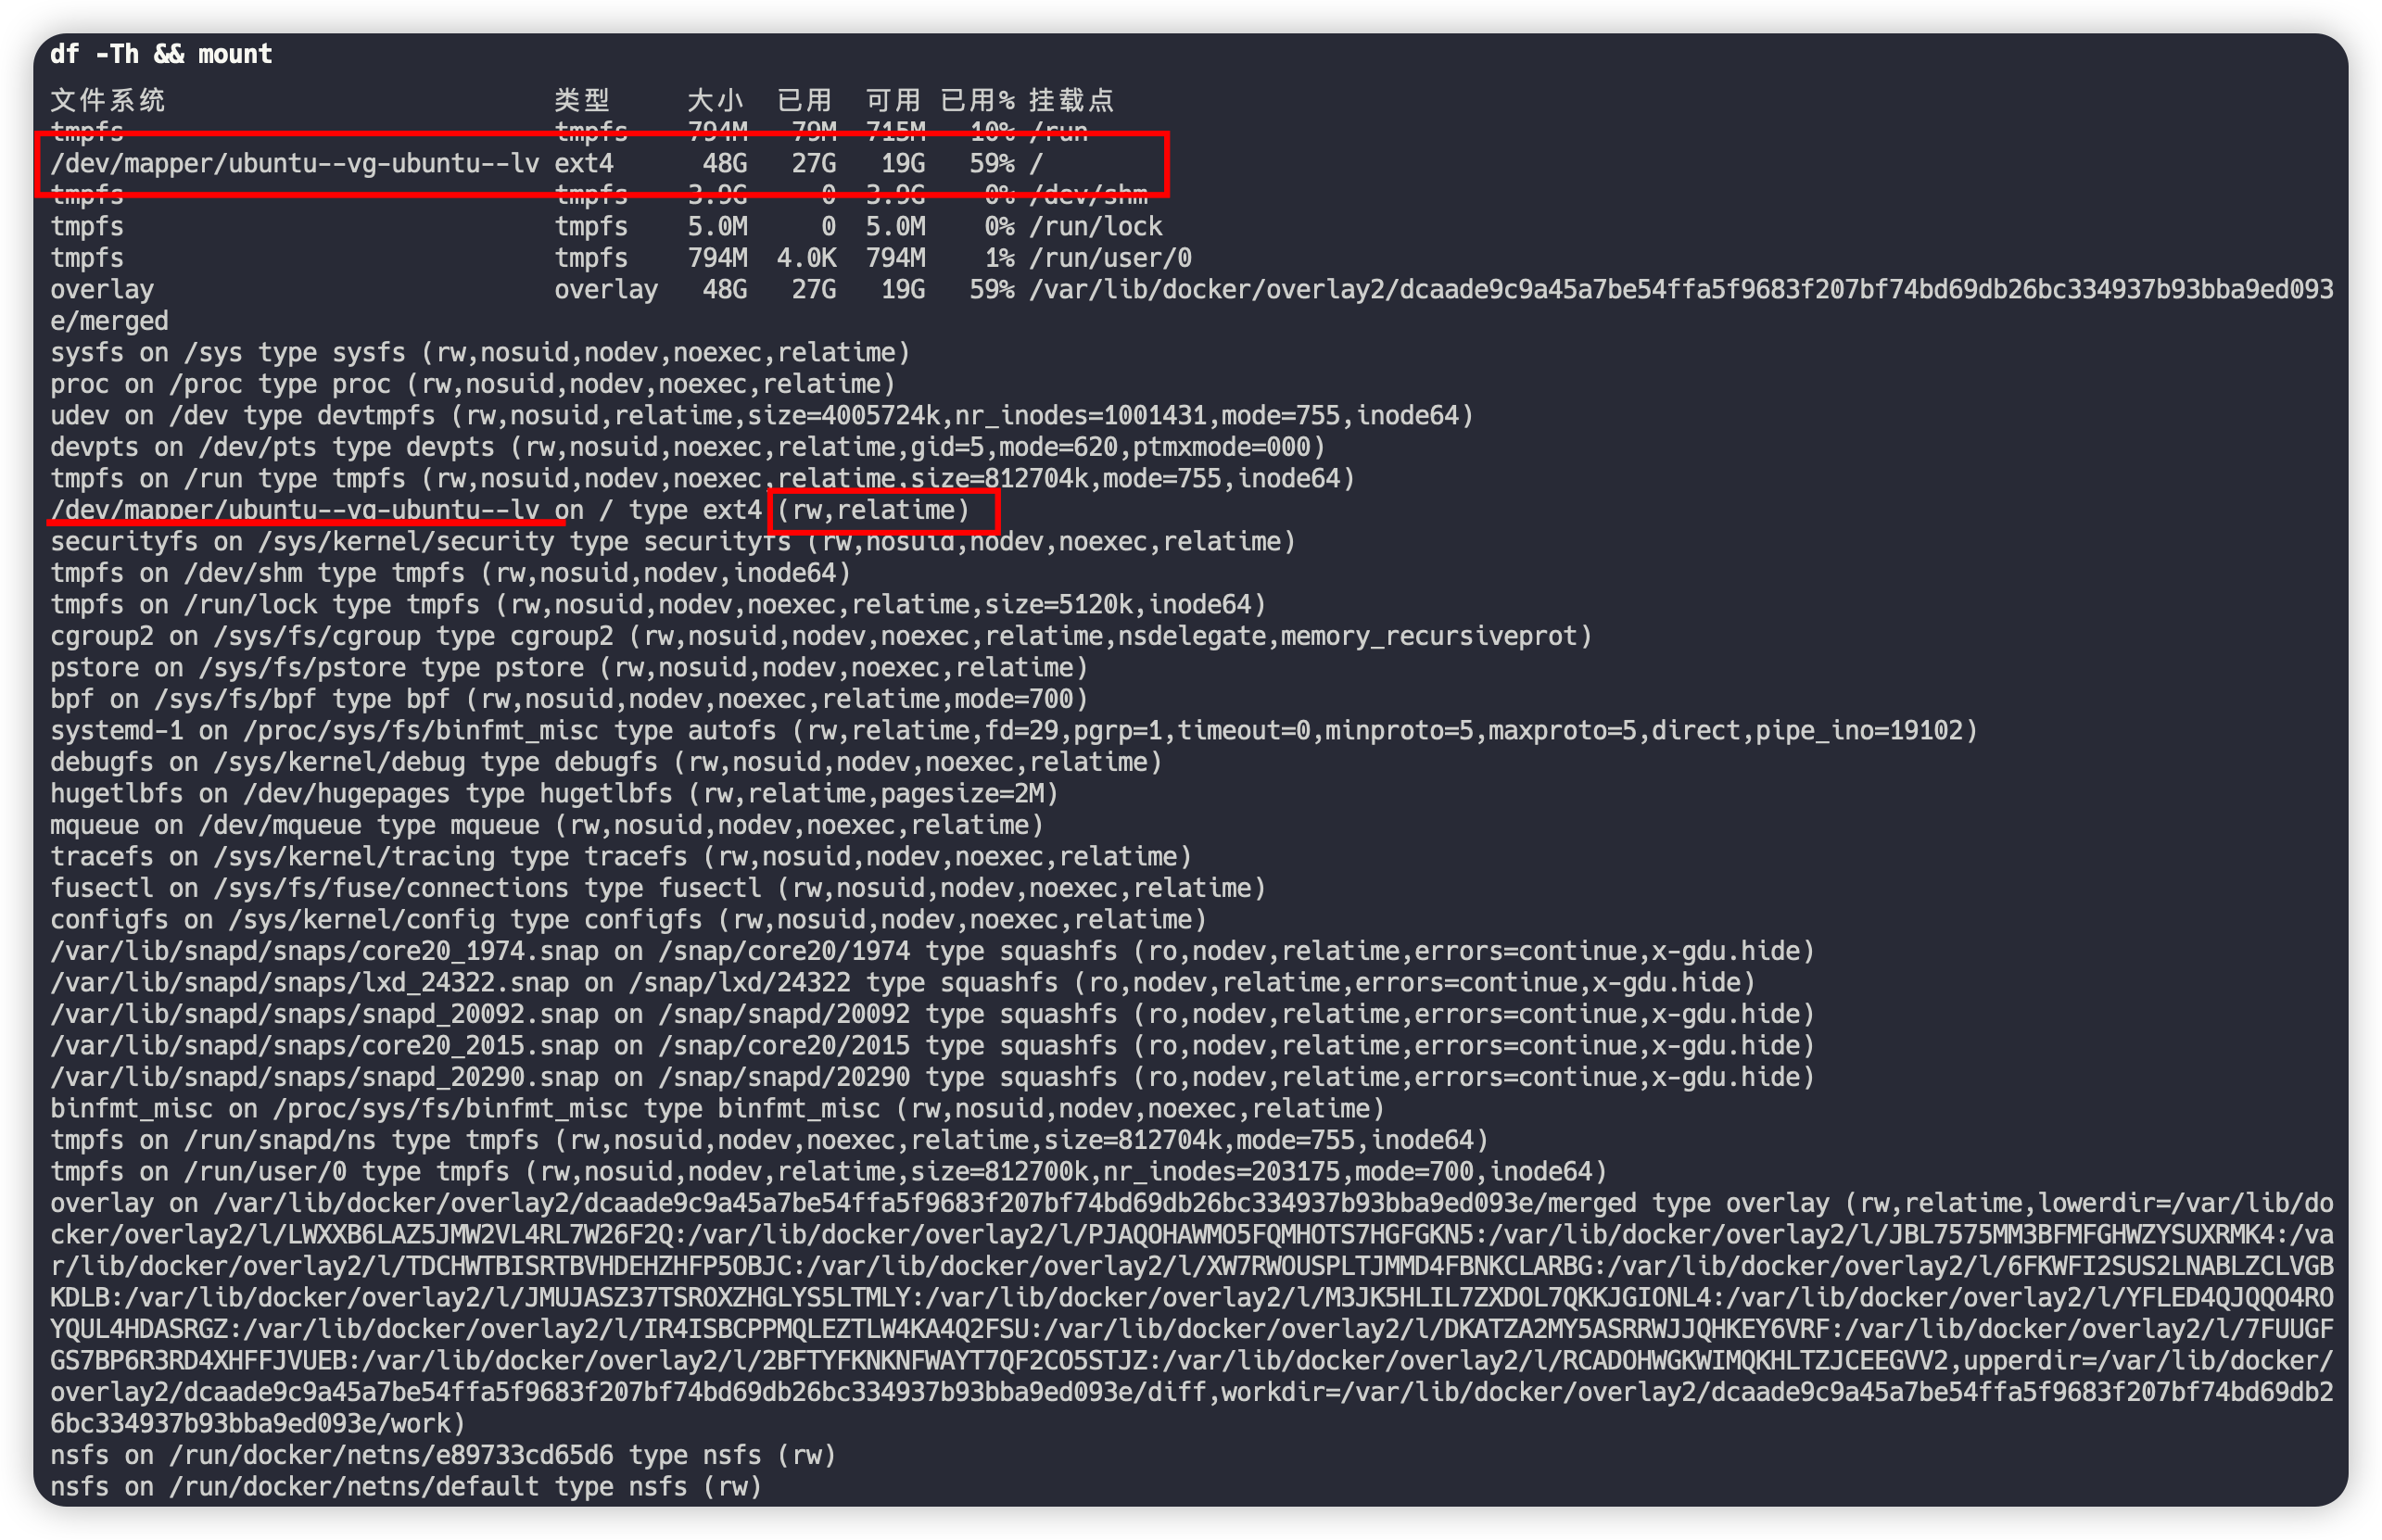 df -Th && mount
文件系统 类型 大小 已用 可用 已用% 挂载点
tmpfs tmpfs 794M 79M 715M 10% /run
/dev/mapper/ubuntu--vg-ubuntu--lv ext4 48G 27G 19G 59% /
tmpfs tmpfs 3.9G 0 3.9G 0% /dev/shm
tmpfs tmpfs 5.0M 0 5.0M 0% /run/lock
tmpfs tmpfs 794M 4.0K 794M 1% /run/user/0
overlay overlay 48G 27G 19G 59% /var/lib/docker/overlay2/dcaade9c9a45a7be54ffa5f9683f207bf74bd69db26bc334937b93bba9ed093
e/merged
sysfs on /sys type sysfs (rw,nosuid,nodev,noexec,relatime)
proc on /proc type proc (rw,nosuid,nodev,noexec,relatime)
udev on /dev type devtmpfs (rw,nosuid,relatime,size=4005724k,nr_inodes=1001431,mode=755,inode64)
devpts on /dev/pts type devpts (rw,nosuid,noexec,relatime,gid=5,mode=620,ptmxmode=000)
tmpfs on /run type tmpfs (rw,nosuid,nodev,noexec,relatime,size=812704k,mode=755,inode64)
/dev/mapper/ubuntu--vg-ubuntu--lv on / type ext4 (rw,relatime)
securityfs on /sys/kernel/security type securityfs (rw,nosuid,nodev,noexec,relatime)
tmpfs on /dev/shm type tmpfs (rw,nosuid,nodev,inode64)
tmpfs on /run/lock type tmpfs (rw,nosuid,nodev,noexec,relatime,size=5120k,inode64)
cgroup2 on /sys/fs/cgroup type cgroup2 (rw,nosuid,nodev,noexec,relatime,nsdelegate,memory_recursiveprot)
pstore on /sys/fs/pstore type pstore (rw,nosuid,nodev,noexec,relatime)
bpf on /sys/fs/bpf type bpf (rw,nosuid,nodev,noexec,relatime,mode=700)
systemd-1 on /proc/sys/fs/binfmt_misc type autofs (rw,relatime,fd=29,pgrp=1,timeout=0,minproto=5,maxproto=5,direct,pipe_ino=19102)
debugfs on /sys/kernel/debug type debugfs (rw,nosuid,nodev,noexec,relatime)
hugetlbfs on /dev/hugepages type hugetlbfs (rw,relatime,pagesize=2M)
mqueue on /dev/mqueue type mqueue (rw,nosuid,nodev,noexec,relatime)
tracefs on /sys/kernel/tracing type tracefs (rw,nosuid,nodev,noexec,relatime)
fusectl on /sys/fs/fuse/connections type fusectl (rw,nosuid,nodev,noexec,relatime)
configfs on /sys/kernel/config type configfs (rw,nosuid,nodev,noexec,relatime)
/var/lib/snapd/snaps/core20_1974.snap on /snap/core20/1974 type squashfs (ro,nodev,relatime,errors=continue,x-gdu.hide)
/var/lib/snapd/snaps/lxd_24322.snap on /snap/lxd/24322 type squashfs (ro,nodev,relatime,errors=continue,x-gdu.hide)
/var/lib/snapd/snaps/snapd_20092.snap on /snap/snapd/20092 type squashfs (ro,nodev,relatime,errors=continue,x-gdu.hide)
/var/lib/snapd/snaps/core20_2015.snap on /snap/core20/2015 type squashfs (ro,nodev,relatime,errors=continue,x-gdu.hide)
/var/lib/snapd/snaps/snapd_20290.snap on /snap/snapd/20290 type squashfs (ro,nodev,relatime,errors=continue,x-gdu.hide)
binfmt_misc on /proc/sys/fs/binfmt_misc type binfmt_misc (rw,nosuid,nodev,noexec,relatime)
tmpfs on /run/snapd/ns type tmpfs (rw,nosuid,nodev,noexec,relatime,size=812704k,mode=755,inode64)
tmpfs on /run/user/0 type tmpfs (rw,nosuid,nodev,relatime,size=812700k,nr_inodes=203175,mode=700,inode64)
overlay on /var/lib/docker/overlay2/dcaade9c9a45a7be54ffa5f9683f207bf74bd69db26bc334937b93bba9ed093e/merged type overlay (rw,relatime,lowerdir=/var/lib/do
cker/overlay2/l/LWXXB6LAZ5JMW2VL4RL7W26F2Q:/var/lib/docker/overlay2/l/PJAQOHAWMO5FQMHOTS7HGFGKN5:/var/lib/docker/overlay2/l/JBL7575MM3BFMFGHWZYSUXRMK4:/va
r/lib/docker/overlay2/l/TDCHWTBISRTBVHDEHZHFP5OBJC:/var/lib/docker/overlay2/l/XW7RWOUSPLTJMMD4FBNKCLARBG:/var/lib/docker/overlay2/l/6FKWFI2SUS2LNABLZCLVGB
KDLB:/var/lib/docker/overlay2/l/JMUJASZ37TSROXZHGLYS5LTMLY:/var/lib/docker/overlay2/l/M3JK5HLIL7ZXDOL7QKKJGIONL4:/var/lib/docker/overlay2/l/YFLED4QJQQO4RO
YQUL4HDASRGZ:/var/lib/docker/overlay2/l/IR4ISBCPPMQLEZTLW4KA4Q2FSU:/var/lib/docker/overlay2/l/DKATZA2MY5ASRRWJJQHKEY6VRF:/var/lib/docker/overlay2/l/7FUUGF
GS7BP6R3RD4XHFFJVUEB:/var/lib/docker/overlay2/l/2BFTYFKNKNFWAYT7QF2CO5STJZ:/var/lib/docker/overlay2/l/RCADOHWGKWIMQKHLTZJCEEGVV2,upperdir=/var/lib/docker/
overlay2/dcaade9c9a45a7be54ffa5f9683f207bf74bd69db26bc334937b93bba9ed093e/diff,workdir=/var/lib/docker/overlay2/dcaade9c9a45a7be54ffa5f9683f207bf74bd69db2
6bc334937b93bba9ed093e/work)
nsfs on /run/docker/netns/e89733cd65d6 type nsfs (rw)
nsfs on /run/docker/netns/default type nsfs (rw)